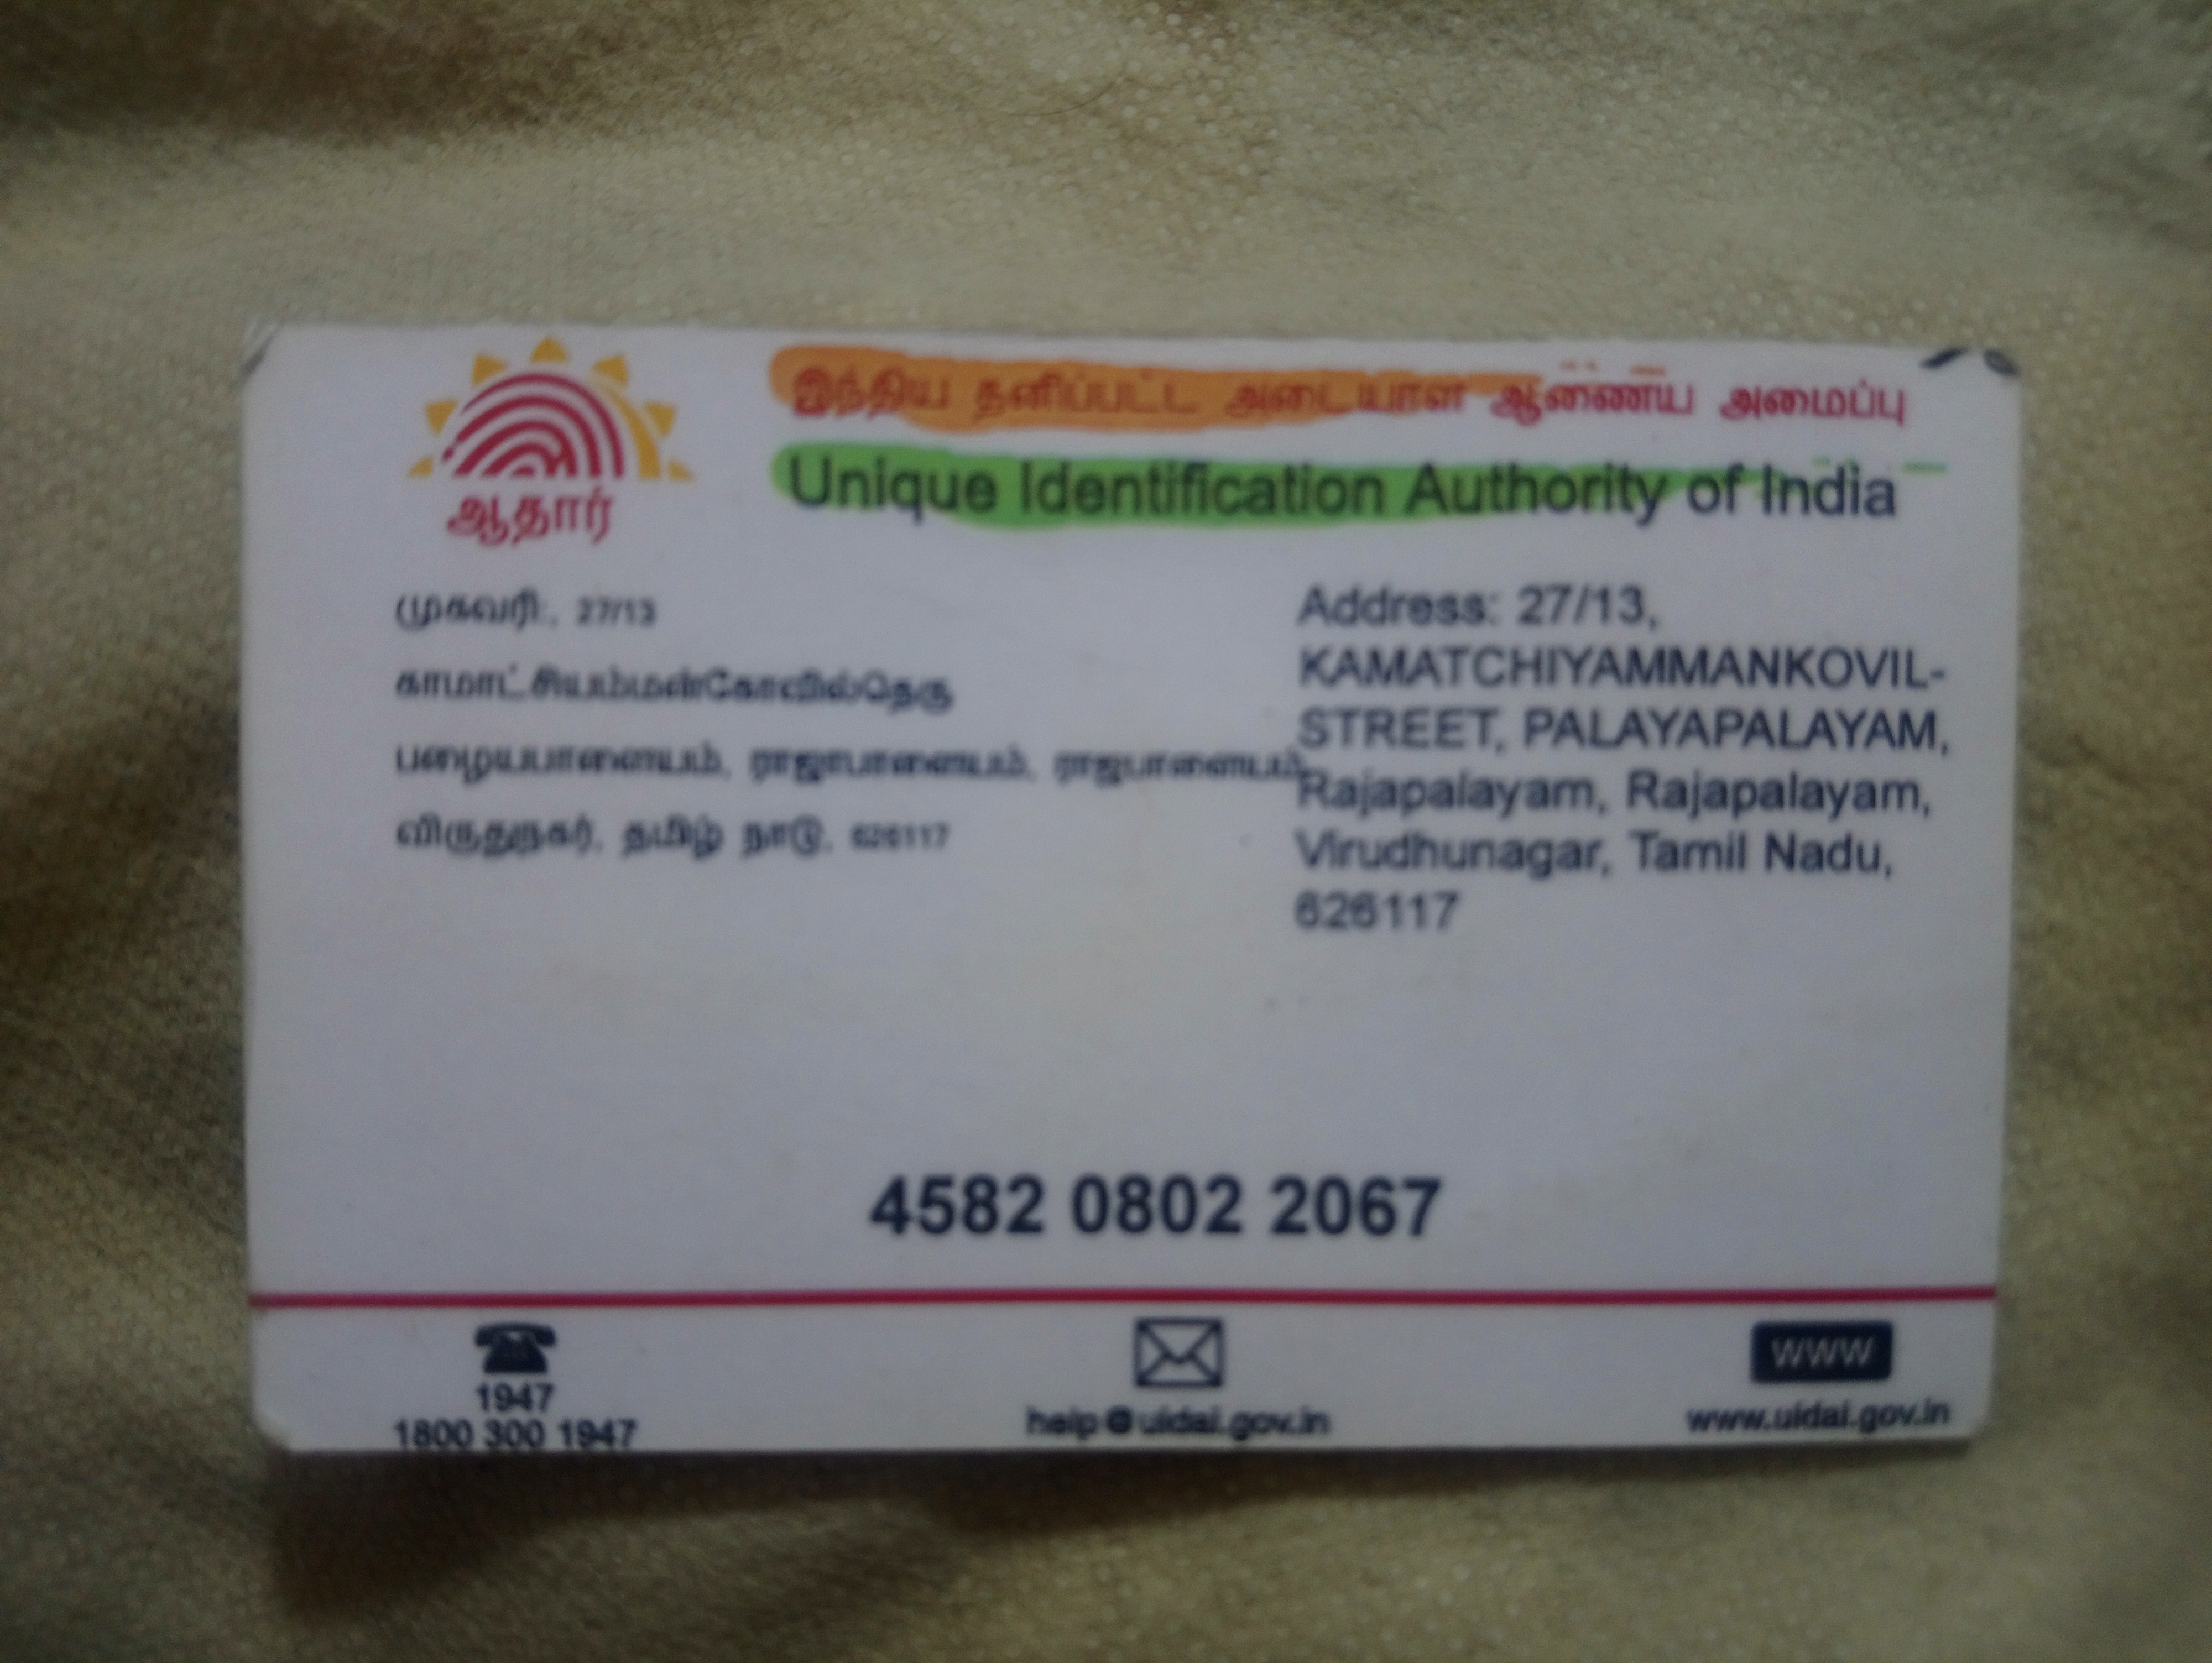 இந்திய தனிப்பட்ட அடையாள ஆணைய அமைப்பு
Unique Identification Authority of India
ஆதார்
முகவரி:, 27/13
காமாட்சியம்மன்கோவில்தெரு
பழையபாளையம், ராஜாபாளையம், ராஜபாளையம்,
விருதுநகர், தமிழ் நாடு, 626117
Address: 27/13,
KAMATCHIYAMMANKOVIL-
STREET, PALAYAPALAYAM,
Rajapalayam, Rajapalayam,
Virudhunagar, Tamil Nadu,
626117
4582 0802 2067
1947
1800 300 1947
help@uidai.gov.in
www
www.uidai.gov.in